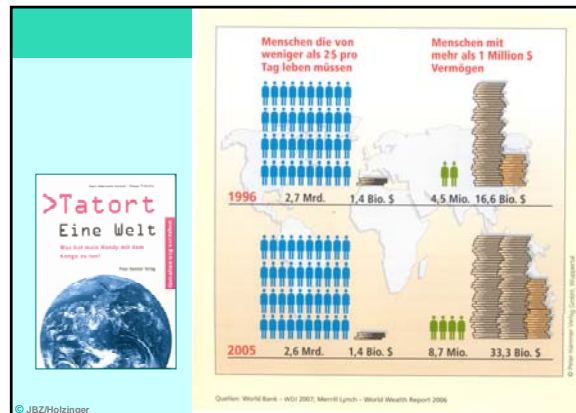 Menschen die von
weniger als 2$ pro
Tag leben müssen
Menschen mit
mehr als 1 Million $
Vermögen
1996 2,7 Mrd. 1,4 Bio. $ 4,5 Mio. 16,6 Bio. $
2005 2,6 Mrd. 1,4 Bio. $ 8,7 Mio. 33,3 Bio. $
Quellen: World Bank – WDI 2007; Merrill Lynch – World Wealth Report 2006
© Peter Hammer Verlag GmbH, Wuppertal
>Tatort
Eine Welt
Was hat mein Handy mit dem
Kongo zu tun?
Peter Hammer Verlag
© JBZ/Holzinger